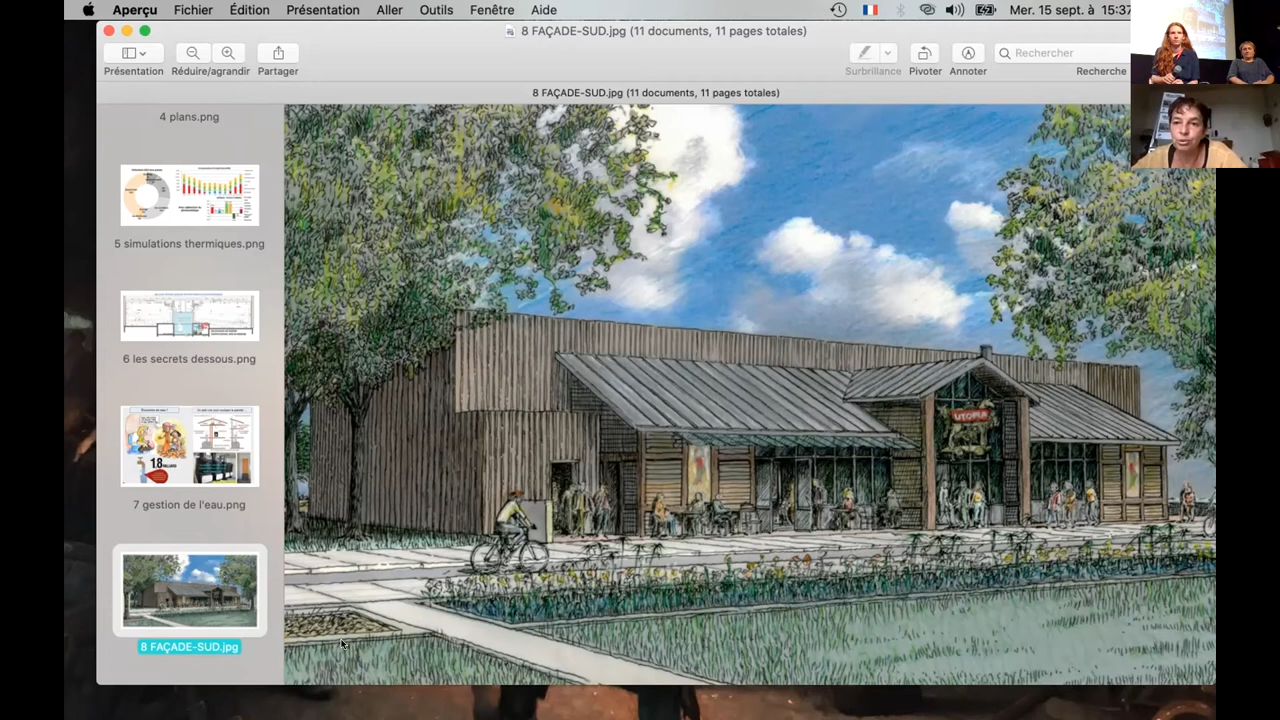 Aperçu Fichier Édition Présentation Aller Outils Fenêtre Aide Mer. 15 sept. à 15:37
8 FAÇADE-SUD.jpg (11 documents, 11 pages totales)
Présentation Réduire/agrandir Partager Surbrillance Pivoter Annoter Rechercher
Recherche
8 FAÇADE-SUD.jpg (11 documents, 11 pages totales)
4 plans.png
5 simulations thermiques.png
6 les secrets dessous.png
1.8
7 gestion de l'eau.png
8 FAÇADE-SUD.jpg
UTOPIA